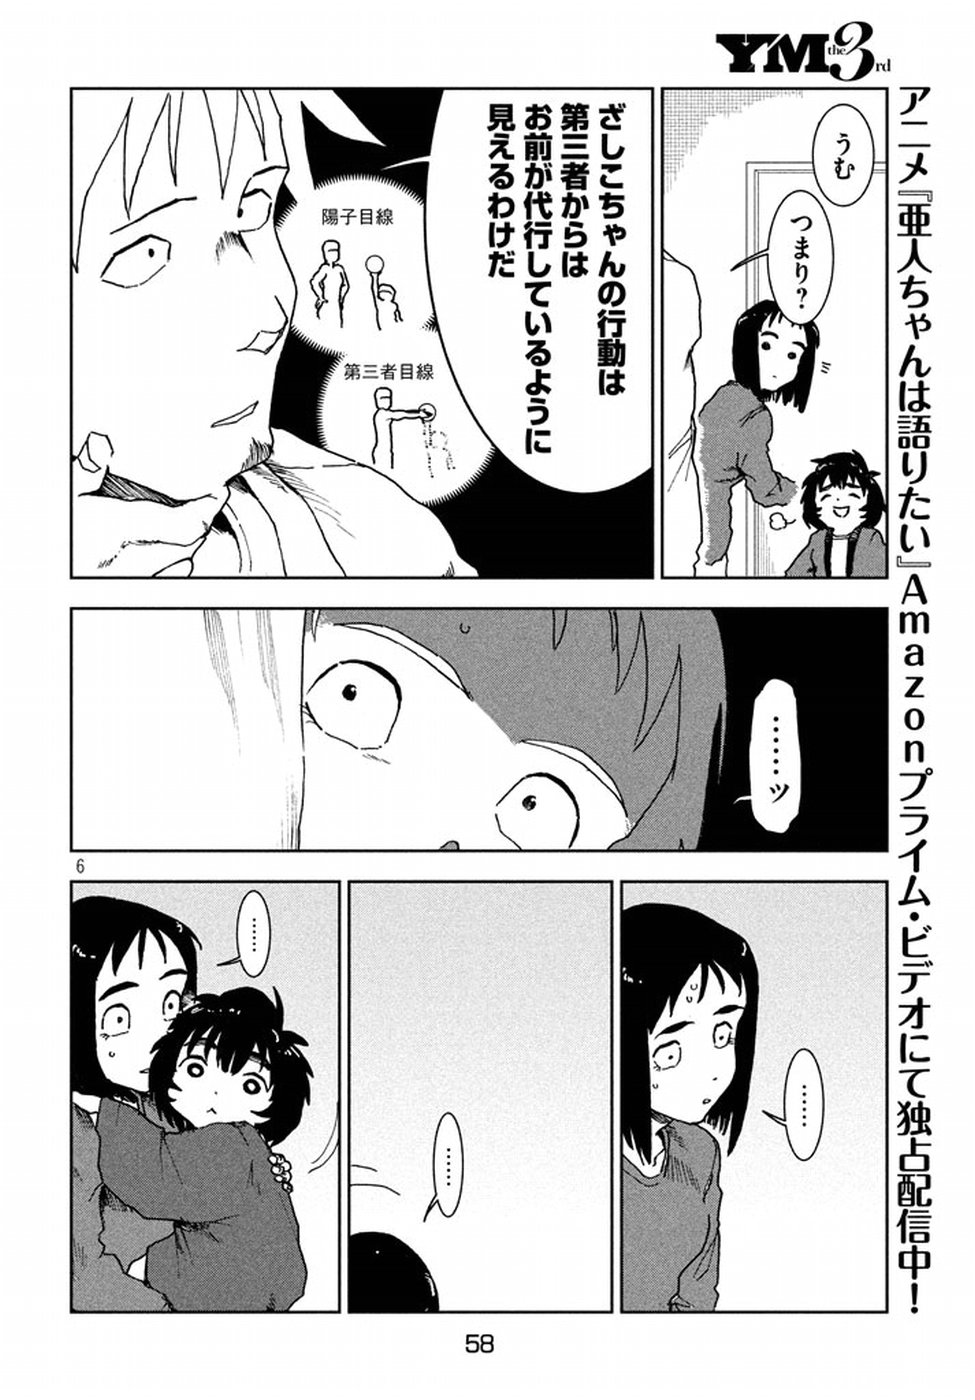 YM the 3rd
アニメ『亜人ちゃんは語りたい』Amazonプライム・ビデオにて独占配信中！
うむ
つまり？
ざしこちゃんの行動は
第三者からは
お前が代行しているように
見えるわけだ
陽子目線
第三者目線
……ッ
6
……
……
……
58